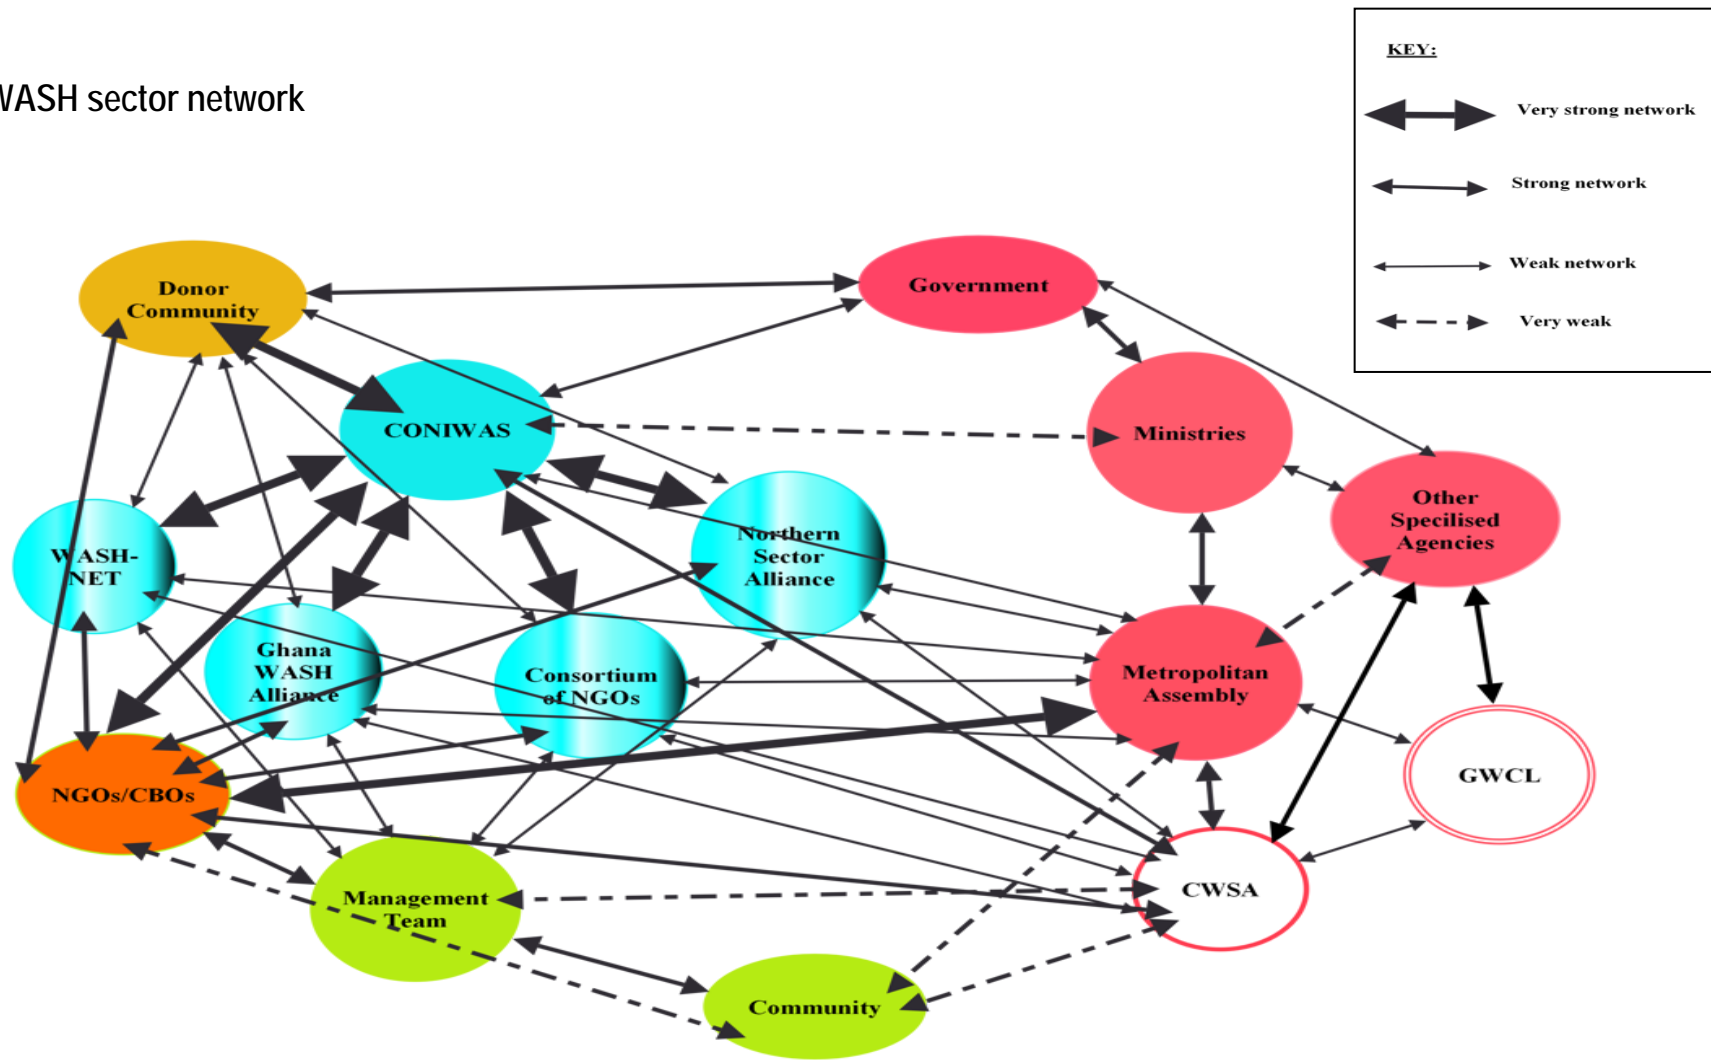 WASH sector network
KEY:
Very strong network
Strong network
Weak network
Very weak
Donor
Community
Government
CONIWAS
Ministries
Other
Specilised
Agencies
WASH-
NET
Northern
Sector
Alliance
Ghana
WASH
Alliance
Consortium
of NGOs
Metropolitan
Assembly
GWCL
NGOs/CBOs
Management
Team
CWSA
Community